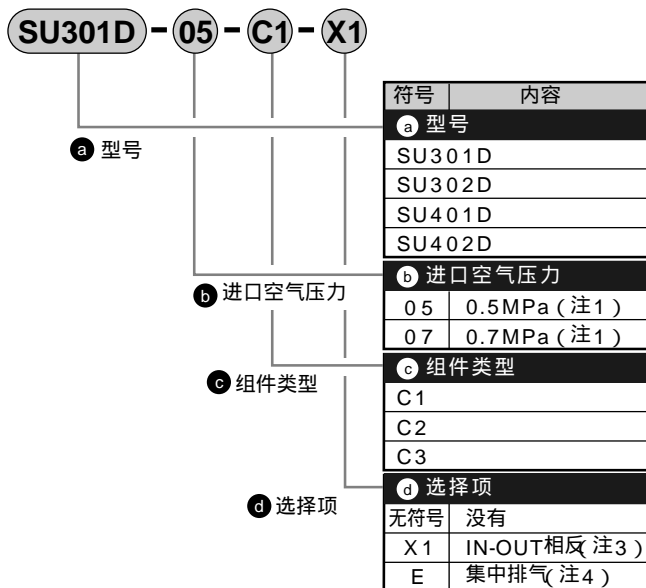 SU301D-05-C1-X1
符号 内容
a 型号
a 型号
SU301D
SU302D
SU401D
SU402D
b 进口空气压力
b 进口空气压力
05 0.5MPa（注1）
07 0.7MPa（注1）
c 组件类型
c 组件类型
C1
C2
C3
d 选择项
d 选择项
无符号 没有
X1 IN-OUT相反（注3）
E 集中排气（注4）